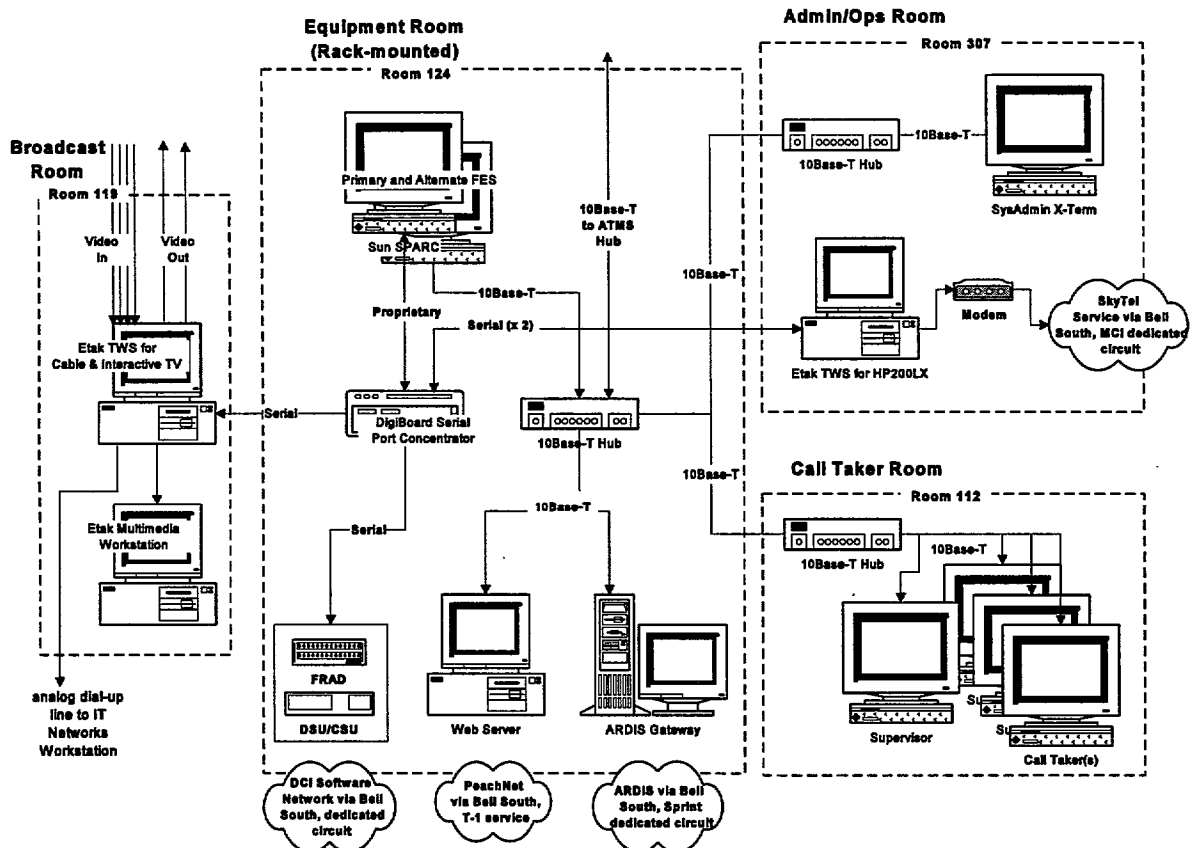 Equipment Room
(Rack-mounted)
Room 124
Admin/Ops Room
Room 307
Broadcast
Room
Room 119
Video
In
Video
Out
Primary and Alternate FES
Sun SPARC
10Base-T
to ATMS
Hub
10Base-T Hub
10Base-T
SysAdmin X-Term
10Base-T
10Base-T
Proprietary
Serial (x 2)
Modem
SkyTel
Service via Bell
South, MCI dedicated
circuit
Etak TWS for HP200LX
Etak TWS for
Cable & Interactive TV
Serial
DigiBoard Serial
Port Concentrator
10Base-T Hub
10Base-T
Call Taker Room
Room 112
Etak Multimedia
Workstation
Serial
10Base-T
10Base-T Hub
10Base-T
FRAD
DSU/CSU
Web Server
ARDIS Gateway
Supervisor
Su
Su
Call Taker(s)
analog dial-up
line to IT
Networks
Workstation
DCI Software
Network via Bell
South, dedicated
circuit
PeachNet
via Bell South,
T-1 service
ARDIS via Bell
South, Sprint
dedicated circuit